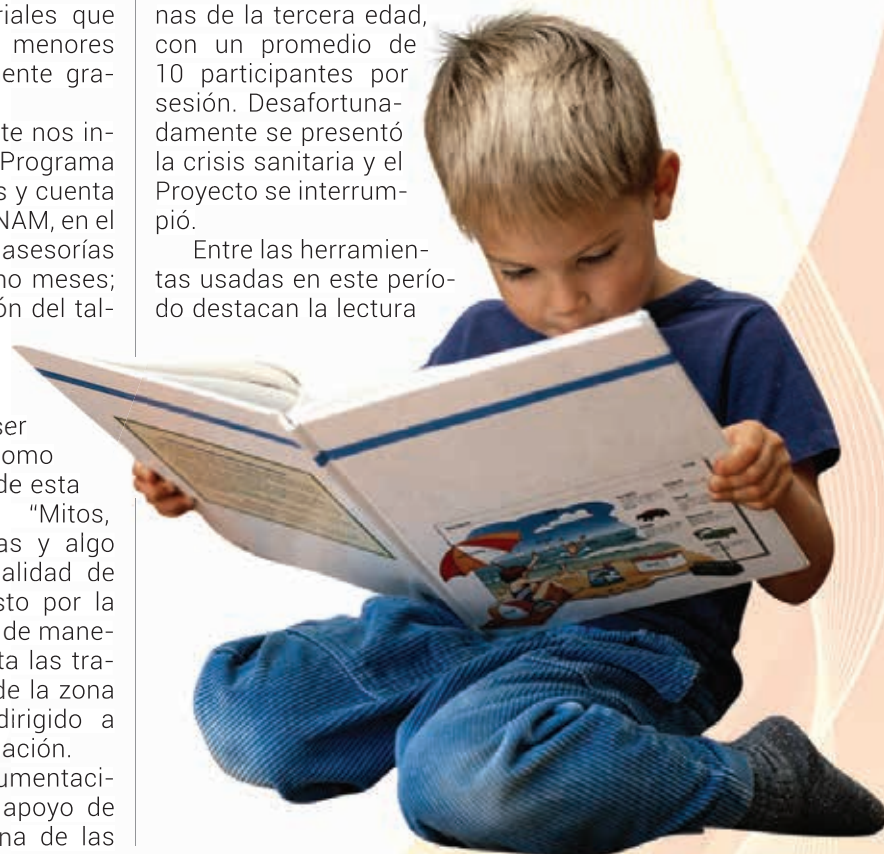 riales que
menores
ente gra-
te nos in-
Programa
s y cuenta
NAM, en el
asesorías
no meses;
ón del tal-
ser
omo
de esta
“Mitos,
as y algo
alidad de
sto por la
de mane-
ta las tra-
de la zona
dirigido a
ación.
umentaci-
apoyo de
na de las
nas de la tercera edad,
con un promedio de
10 participantes por
sesión. Desafortuna-
damente se presentó
la crisis sanitaria y el
Proyecto se interrum-
pió.
Entre las herramien-
tas usadas en este perío-
do destacan la lectura